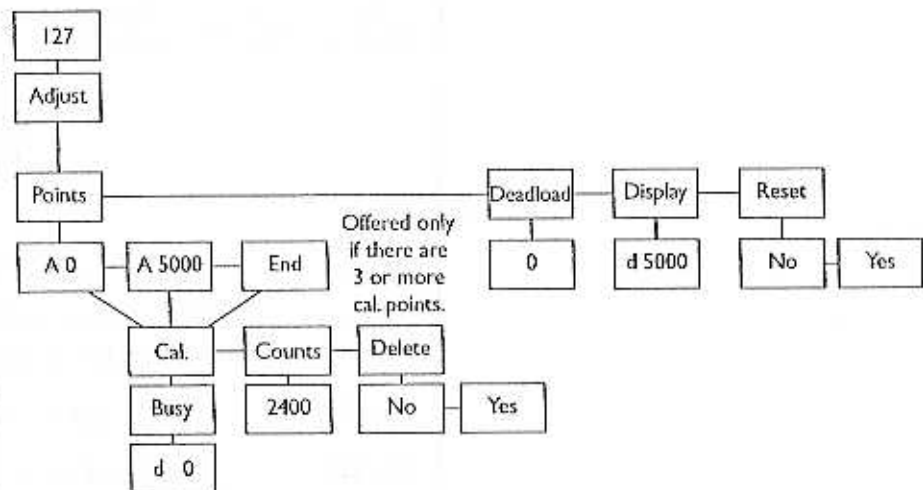 127
Adjust
Points
Deadload
Display
Reset
A 0
A 5000
End
Offered only
if there are
3 or more
cal. points.
0
d 5000
No
Yes
Cal.
Counts
Delete
Busy
2400
No
Yes
d 0